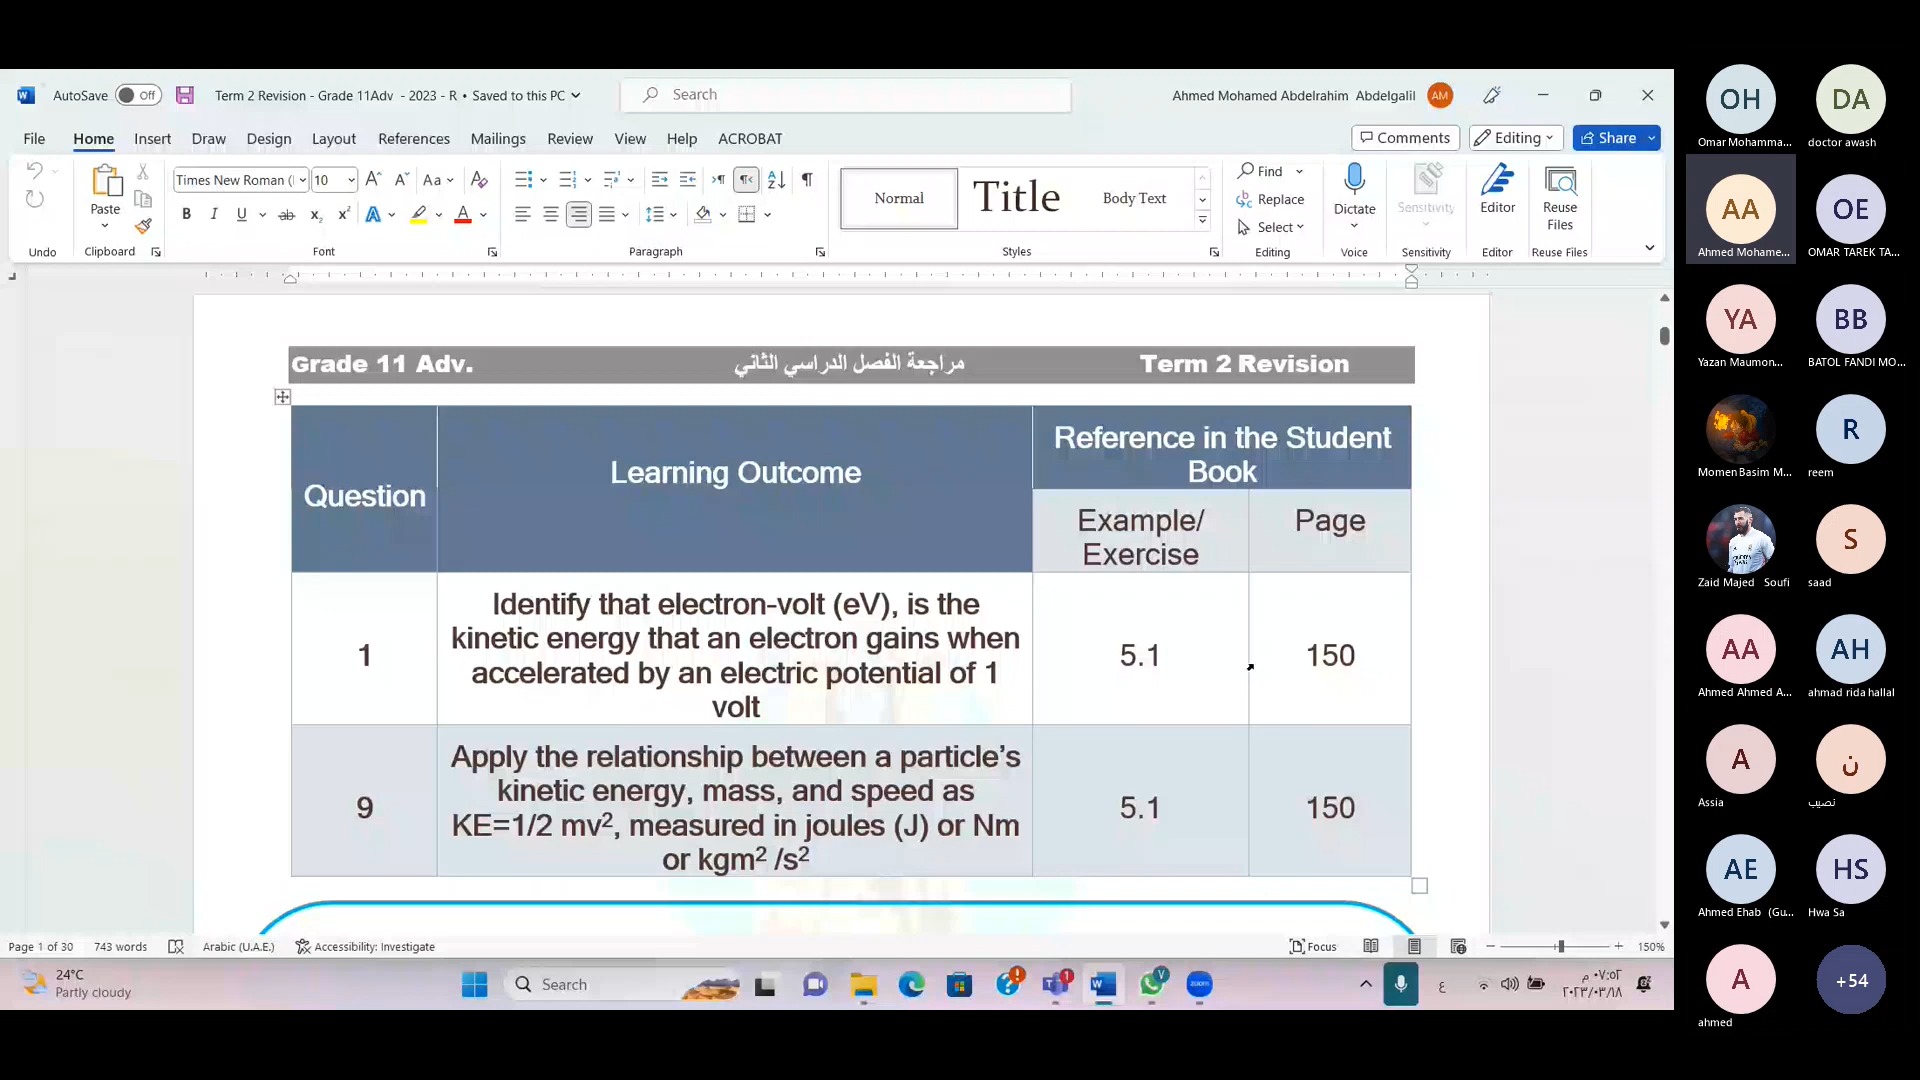 AutoSave Off Term 2 Revision - Grade 11Adv - 2023 - R • Saved to this PC Search Ahmed Mohamed Abdelrahim Abdelgalil AM
File Home Insert Draw Design Layout References Mailings Review View Help ACROBAT Comments Editing Share
Paste Times New Roman ( 10 Normal Title Body Text Find Replace Select Dictate Sensitivity Editor Reuse Files
Undo Clipboard Font Paragraph Styles Editing Voice Sensitivity Editor Reuse Files
Grade 11 Adv. مراجعة الفصل الدراسي الثاني Term 2 Revision
Question
Learning Outcome
Reference in the Student
Book
Example/
Exercise
Page
1
Identify that electron-volt (eV), is the
kinetic energy that an electron gains when
accelerated by an electric potential of 1
volt
5.1
150
9
Apply the relationship between a particle’s
kinetic energy, mass, and speed as
KE=1/2 mv², measured in joules (J) or Nm
or kgm² /s²
5.1
150
Page 1 of 30 743 words Arabic (U.A.E.) Accessibility: Investigate Focus 150%
24°C
Partly cloudy
Search
zoom
ع
٠٧:٥٢ م
٢٠٢٣/٠٣/١٨
OH
Omar Mohamma...
DA
doctor awash
AA
Ahmed Mohame...
OE
OMAR TAREK TA...
YA
Yazan Maumon...
BB
BATOL FANDI MO...
Momen Basim M...
R
reem
Zaid Majed Soufi
S
saad
AA
Ahmed Ahmed A...
AH
ahmad rida hallal
A
Assia
ن
نصيب
AE
Ahmed Ehab (Gu...
HS
Hwa Sa
A
ahmed
+54